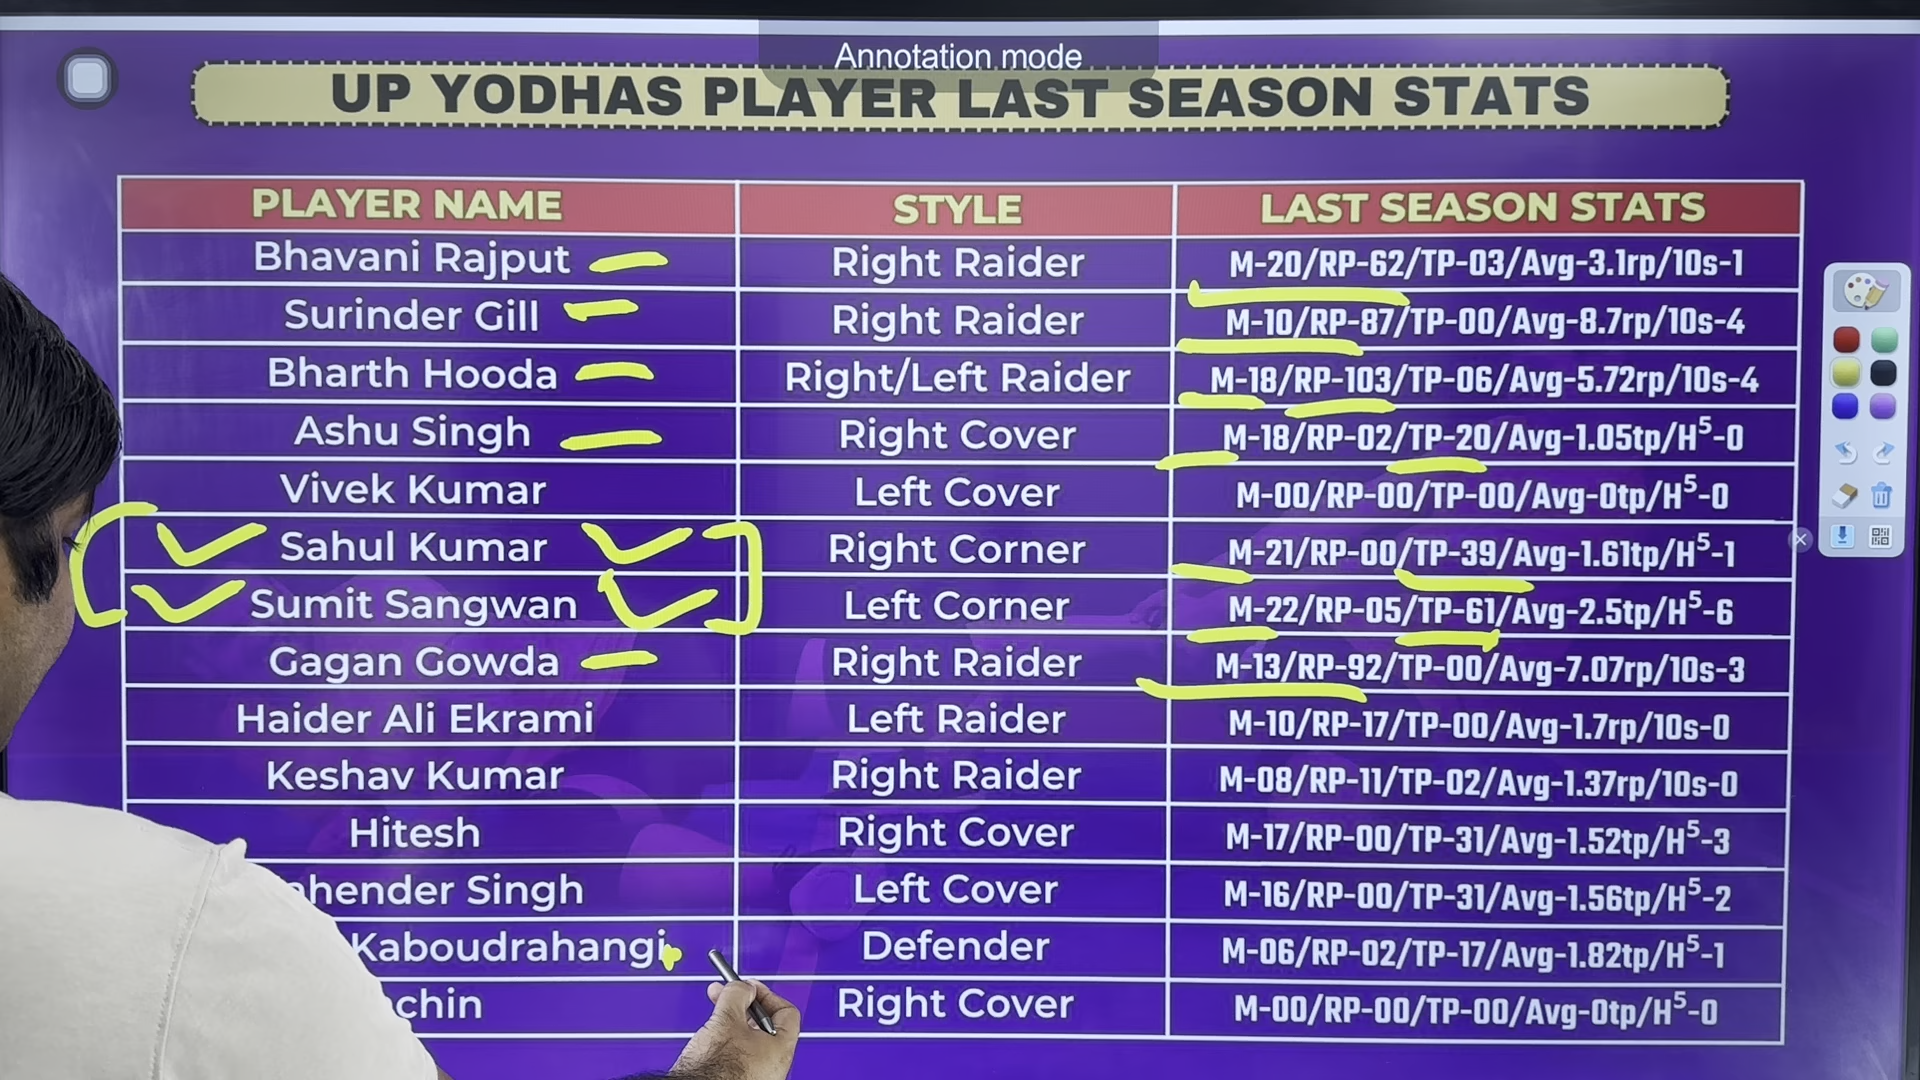 Annotation mode
UP YODHAS PLAYER LAST SEASON STATS
PLAYER NAME STYLE LAST SEASON STATS
Bhavani Rajput Right Raider M-20/RP-62/TP-03/Avg-3.1rp/10s-1
Surinder Gill Right Raider M-10/RP-87/TP-00/Avg-8.7rp/10s-4
Bharth Hooda Right/Left Raider M-18/RP-103/TP-06/Avg-5.72rp/10s-4
Ashu Singh Right Cover M-18/RP-02/TP-20/Avg-1.05tp/H⁵-0
Vivek Kumar Left Cover M-00/RP-00/TP-00/Avg-0tp/H⁵-0
Sahul Kumar Right Corner M-21/RP-00/TP-39/Avg-1.61tp/H⁵-1
Sumit Sangwan Left Corner M-22/RP-05/TP-61/Avg-2.5tp/H⁵-6
Gagan Gowda Right Raider M-13/RP-92/TP-00/Avg-7.07rp/10s-3
Haider Ali Ekrami Left Raider M-10/RP-17/TP-00/Avg-1.7rp/10s-0
Keshav Kumar Right Raider M-08/RP-11/TP-02/Avg-1.37rp/10s-0
Hitesh Right Cover M-17/RP-00/TP-31/Avg-1.52tp/H⁵-3
ahender Singh Left Cover M-16/RP-00/TP-31/Avg-1.56tp/H⁵-2
Kaboudrahangi Defender M-06/RP-02/TP-17/Avg-1.82tp/H⁵-1
chin Right Cover M-00/RP-00/TP-00/Avg-0tp/H⁵-0